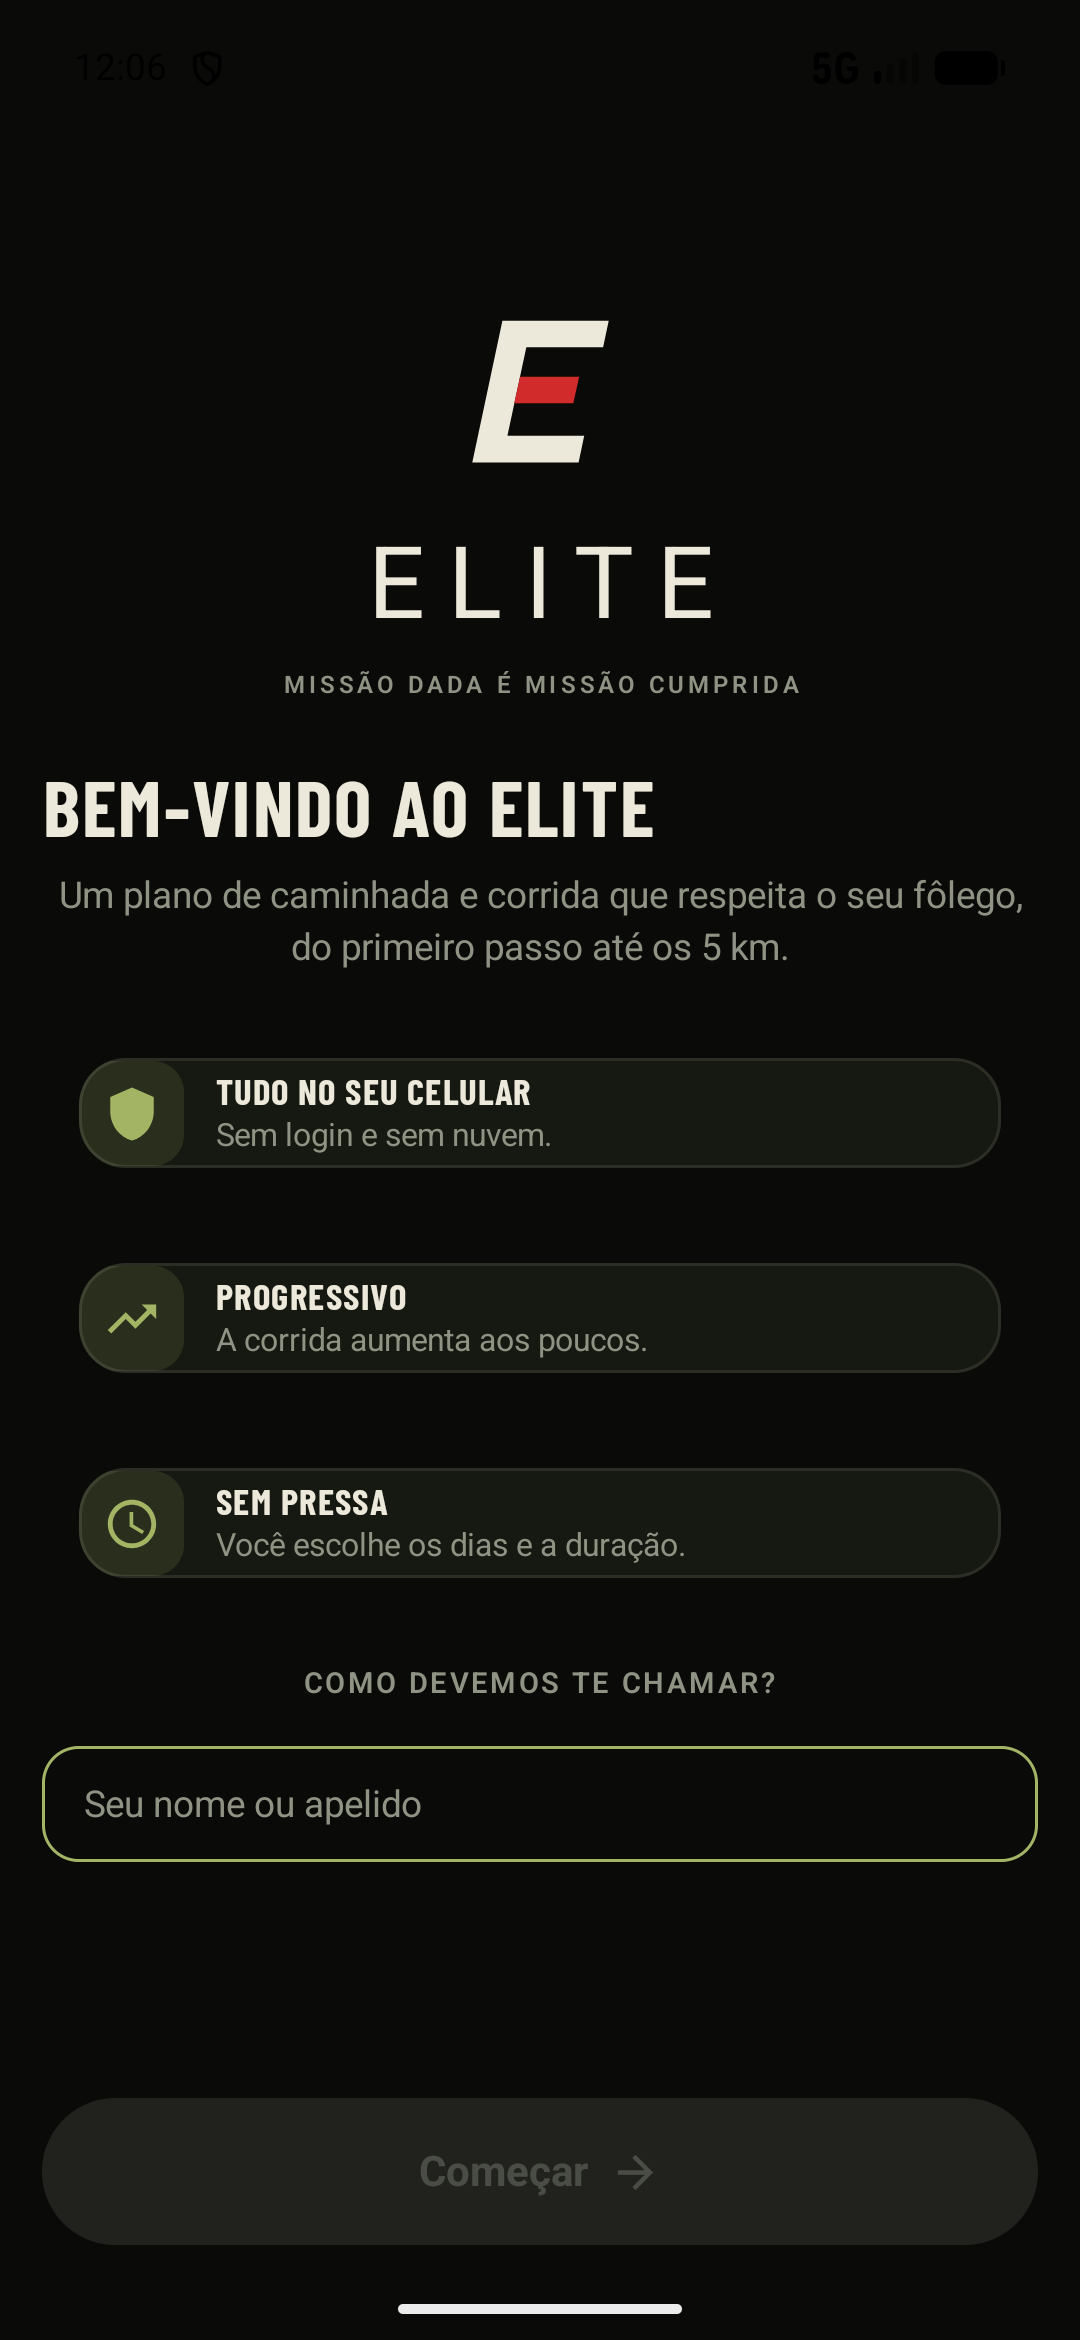 12:06
5G
E
ELITE
MISSÃO DADA É MISSÃO CUMPRIDA
BEM-VINDO AO ELITE
Um plano de caminhada e corrida que respeita o seu fôlego,
do primeiro passo até os 5 km.
TUDO NO SEU CELULAR
Sem login e sem nuvem.
PROGRESSIVO
A corrida aumenta aos poucos.
SEM PRESSA
Você escolhe os dias e a duração.
COMO DEVEMOS TE CHAMAR?
Seu nome ou apelido
Começar